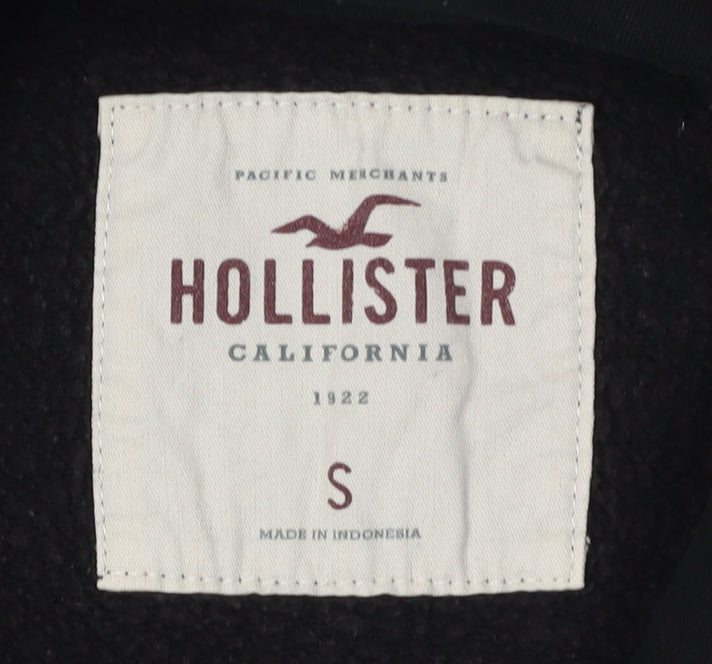 PACIFIC MERCHANTS
HOLLISTER
CALIFORNIA
1922
S
MADE IN INDONESIA